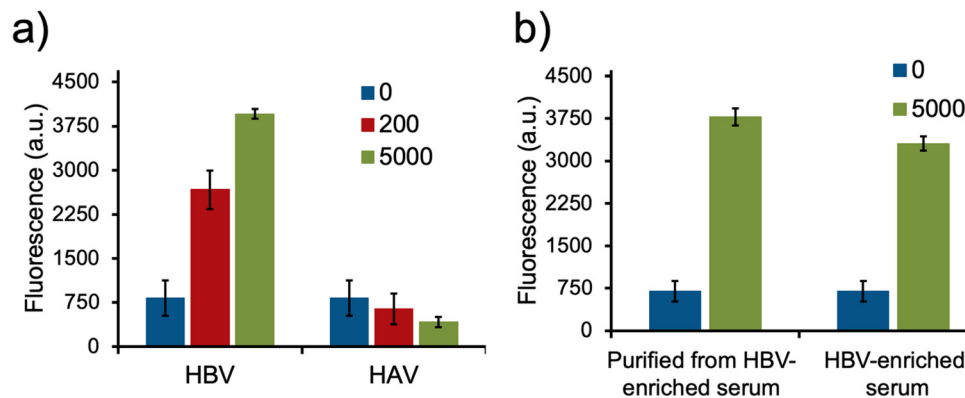 a)
Fluorescence (a.u.)
4500
3750
3000
2250
1500
750
0
0
200
5000
HBV
HAV
b)
Fluorescence (a.u.)
4500
3750
3000
2250
1500
750
0
0
5000
Purified from HBV-
enriched serum
HBV-enriched
serum